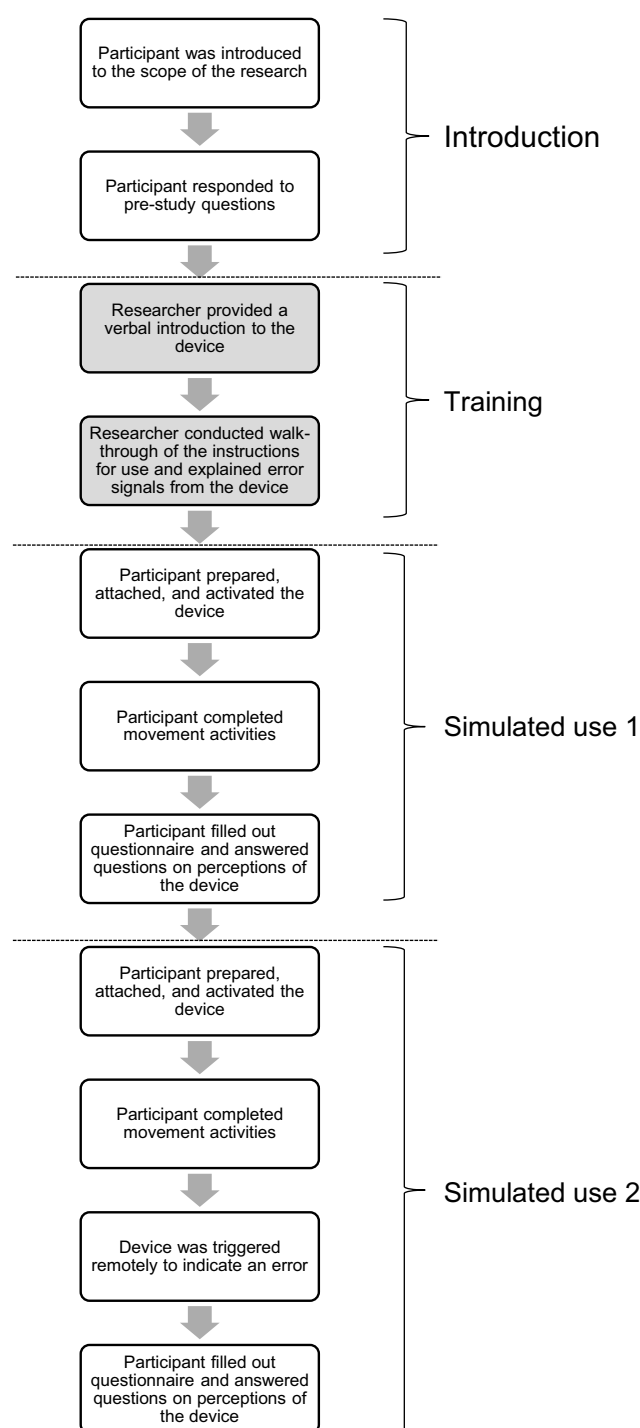 Participant was introduced
to the scope of the research
Introduction
Participant responded to
pre-study questions
Researcher provided a
verbal introduction to the
device
Training
Researcher conducted walk-
through of the instructions
for use and explained error
signals from the device
Participant prepared,
attached, and activated the
device
Participant completed
movement activities
Simulated use 1
Participant filled out
questionnaire and answered
questions on perceptions of
the device
Participant prepared,
attached, and activated the
device
Participant completed
movement activities
Simulated use 2
Device was triggered
remotely to indicate an error
Participant filled out
questionnaire and answered
questions on perceptions of
the device